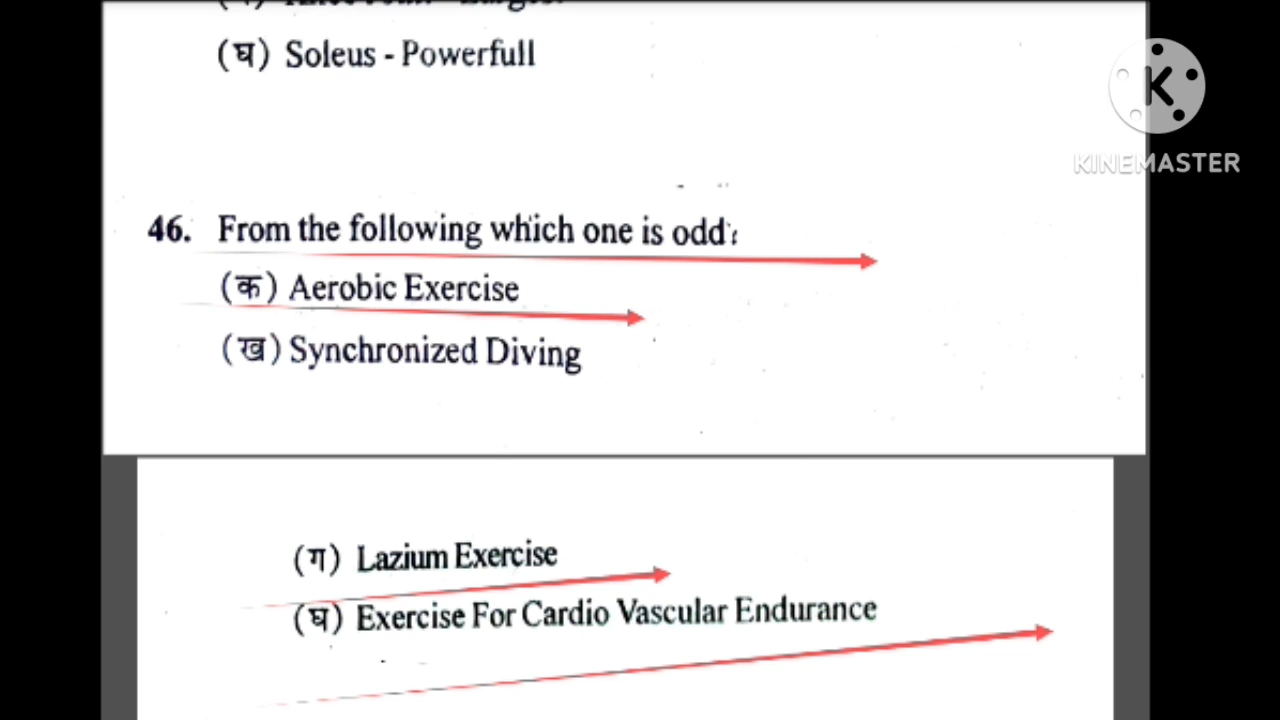 (घ) Soleus - Powerfull
K
KINEMASTER
46. From the following which one is odd?
(क) Aerobic Exercise
(ख) Synchronized Diving
(ग) Lazium Exercise
(घ) Exercise For Cardio Vascular Endurance